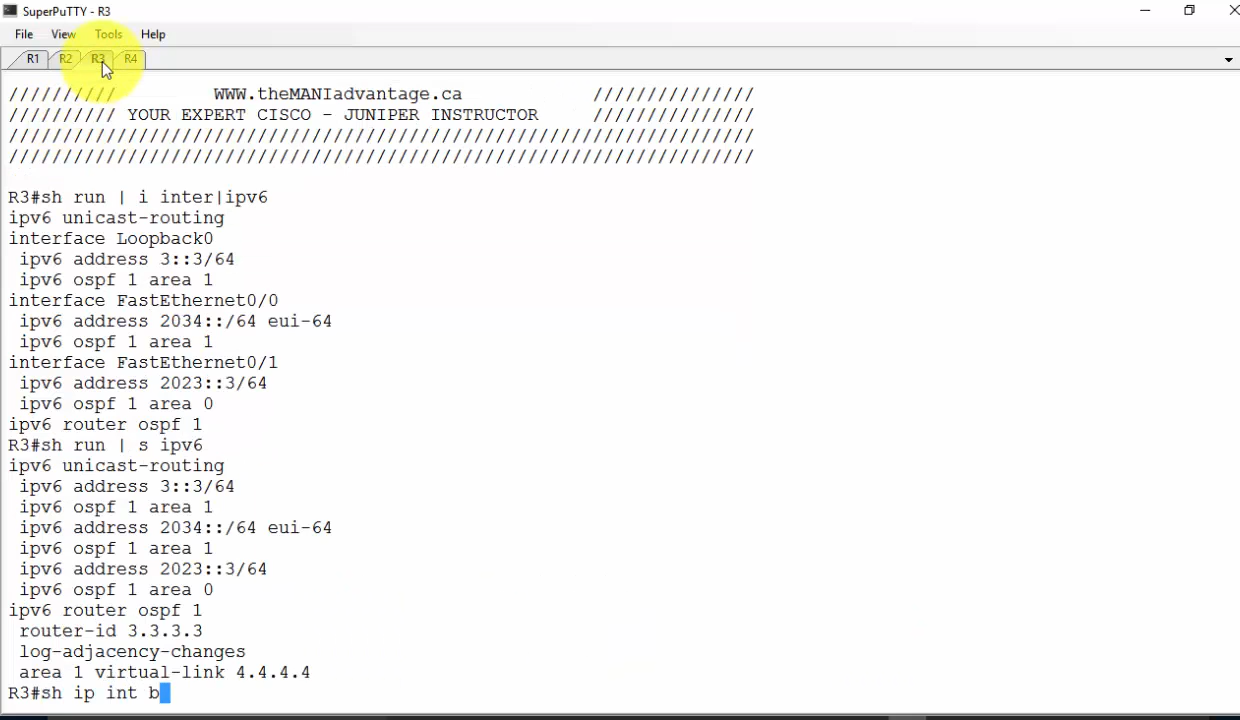 SuperPuTTY - R3
File View Tools Help
R1 R2 R3 R4
////////// WWW.theMANIadvantage.ca ///////////////
////////// YOUR EXPERT CISCO - JUNIPER INSTRUCTOR ///////////////
//////////////////////////////////////////////////////////////////////
//////////////////////////////////////////////////////////////////////
R3#sh run | i inter|ipv6
ipv6 unicast-routing
interface Loopback0
 ipv6 address 3::3/64
 ipv6 ospf 1 area 1
interface FastEthernet0/0
 ipv6 address 2034::/64 eui-64
 ipv6 ospf 1 area 1
interface FastEthernet0/1
 ipv6 address 2023::3/64
 ipv6 ospf 1 area 0
ipv6 router ospf 1
R3#sh run | s ipv6
ipv6 unicast-routing
 ipv6 address 3::3/64
 ipv6 ospf 1 area 1
 ipv6 address 2034::/64 eui-64
 ipv6 ospf 1 area 1
 ipv6 address 2023::3/64
 ipv6 ospf 1 area 0
ipv6 router ospf 1
 router-id 3.3.3.3
 log-adjacency-changes
 area 1 virtual-link 4.4.4.4
R3#sh ip int b